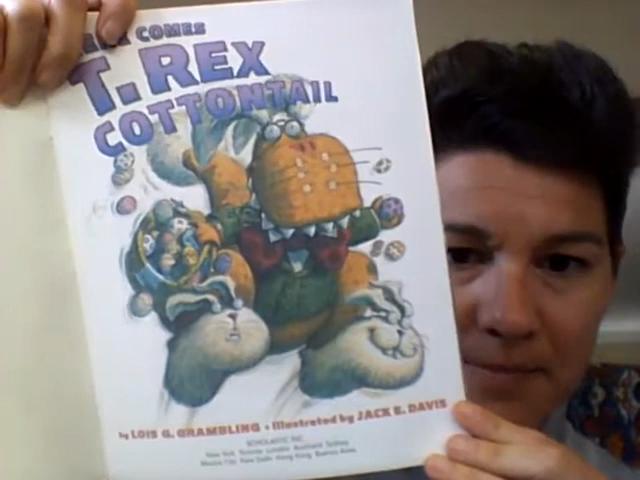 HERE COMES
T. REX
COTTONTAIL
by LOIS G. GRAMBLING • Illustrated by JACK E. DAVIS
SCHOLASTIC INC.
New York Toronto London Auckland Sydney
Mexico City New Delhi Hong Kong Buenos Aires